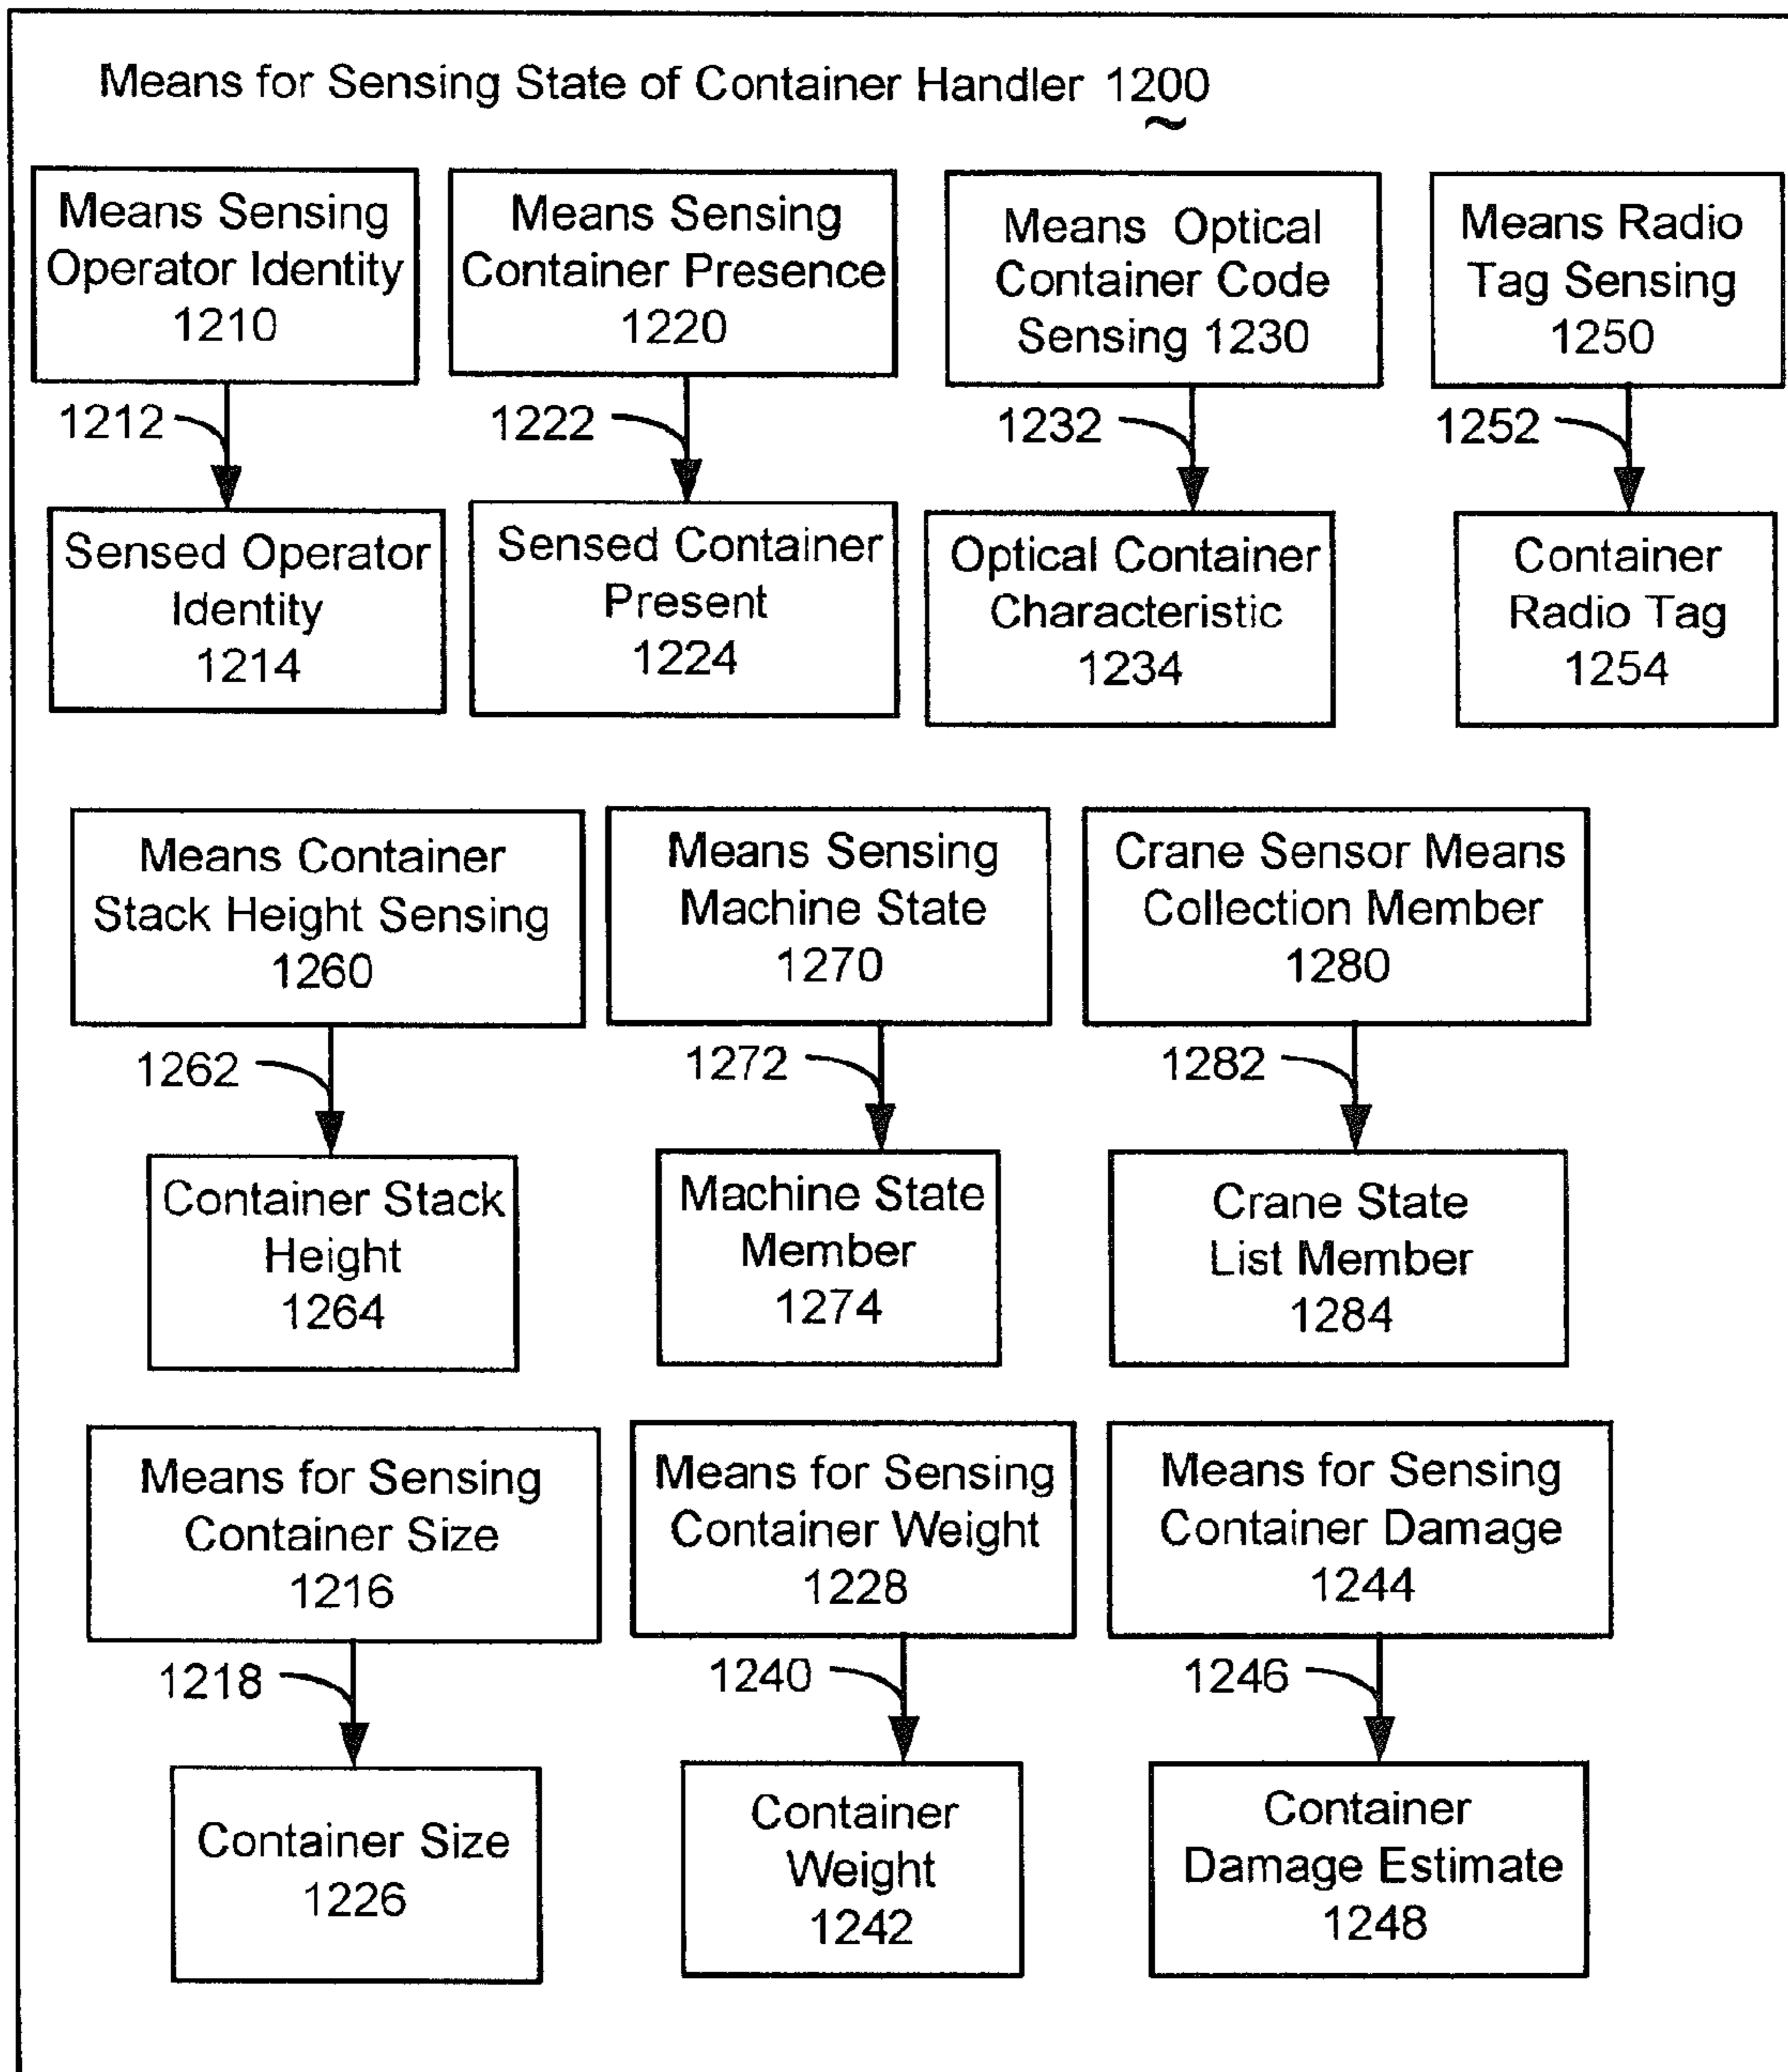 Means for Sensing State of Container Handler 1200
Means Sensing
Operator Identity
1210
Means Sensing
Container Presence
1220
Means Optical
Container Code
Sensing 1230
Means Radio
Tag Sensing
1250
1212
1222
1232
1252
Sensed Operator
Identity
1214
Sensed Container
Present
1224
Optical Container
Characteristic
1234
Container
Radio Tag
1254
Means Container
Stack Height Sensing
1260
Means Sensing
Machine State
1270
Crane Sensor Means
Collection Member
1280
1262
1272
1282
Container Stack
Height
1264
Machine State
Member
1274
Crane State
List Member
1284
Means for Sensing
Container Size
1216
Means for Sensing
Container Weight
1228
Means for Sensing
Container Damage
1244
1218
1240
1246
Container Size
1226
Container
Weight
1242
Container
Damage Estimate
1248